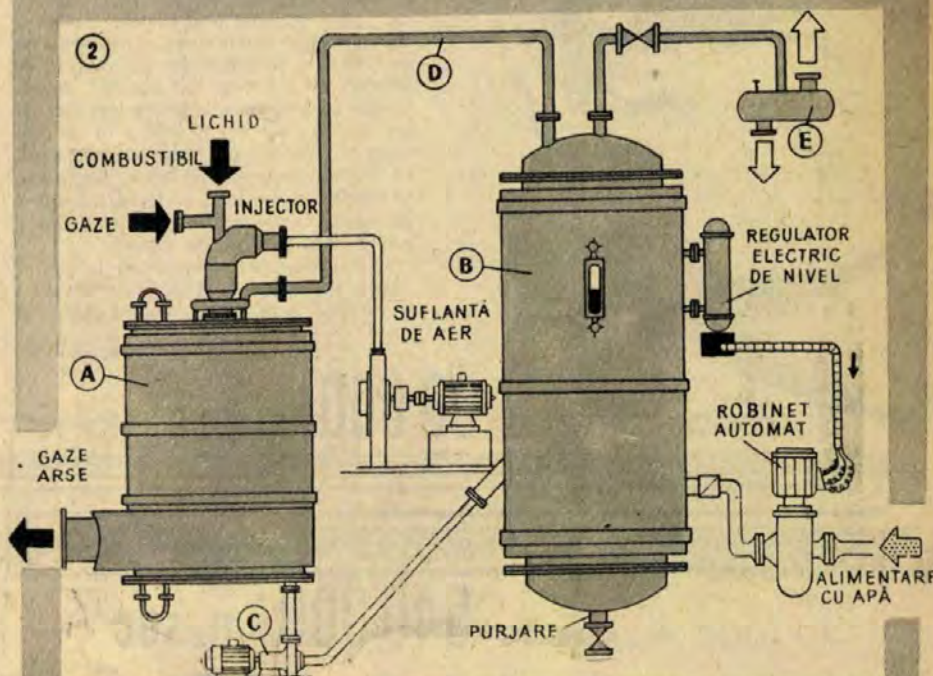 2
D
LICHID
COMBUSTIBIL
E
GAZE
INJECTOR
REGULATOR
ELECTRIC
DE NIVEL
B
SUFLANTĂ
DE AER
A
ROBINET
AUTOMAT
GAZE
ARSE
ALIMENTARE
CU APĂ
C
PURJARE